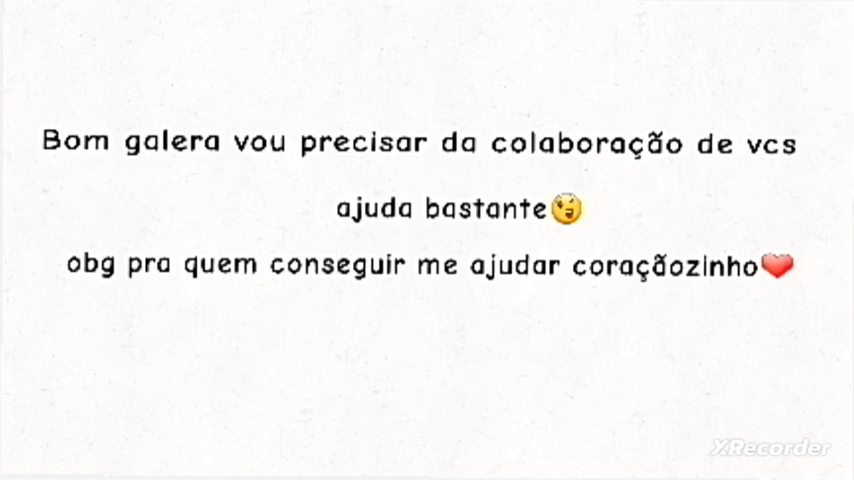 Bom galera vou precisar da colaboração de vcs
ajuda bastante😘
obg pra quem conseguir me ajudar coraçãozinho❤️
XRecorder